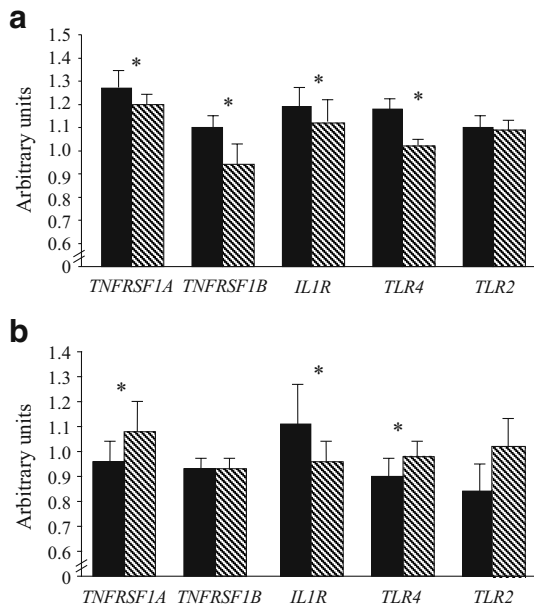 a
Arbitrary units
1.5
1.4
1.3
1.2
1.1
1.0
0.9
0.8
0.7
0.6
0
* * * *
TNFRSF1A TNFRSF1B IL1R TLR4 TLR2
b
Arbitrary units
1.4
1.3
1.2
1.1
1.0
0.9
0.8
0.7
0.6
0
* * *
TNFRSF1A TNFRSF1B IL1R TLR4 TLR2